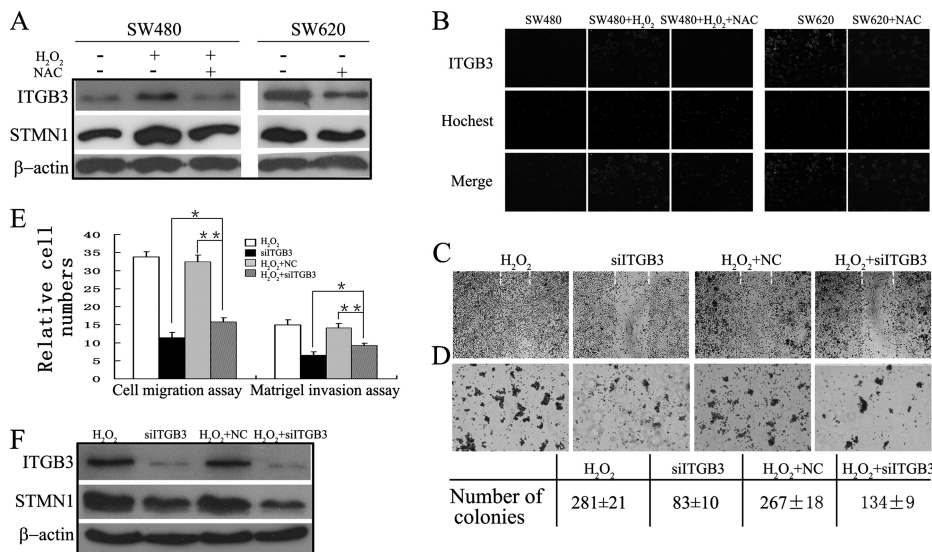 A
SW480 SW620
H₂O₂ - + + - -
NAC - - + - +
ITGB3
STMN1
β-actin
B
SW480 SW480+H₂O₂ SW480+H₂O₂+NAC SW620 SW620+NAC
ITGB3
Hochest
Merge
E
Relative cell numbers
40
35
30
25
20
15
10
5
0
* **
* **
H₂O₂
siITGB3
H₂O₂+NC
H₂O₂+siITGB3
Cell migration assay Matrigel invasion assay
C
H₂O₂ siITGB3 H₂O₂+NC H₂O₂+siITGB3
D
H₂O₂ siITGB3 H₂O₂+NC H₂O₂+siITGB3
Number of 281±21 83±10 267±18 134±9
colonies
F
H₂O₂ siITGB3 H₂O₂+NC H₂O₂+siITGB3
ITGB3
STMN1
β-actin